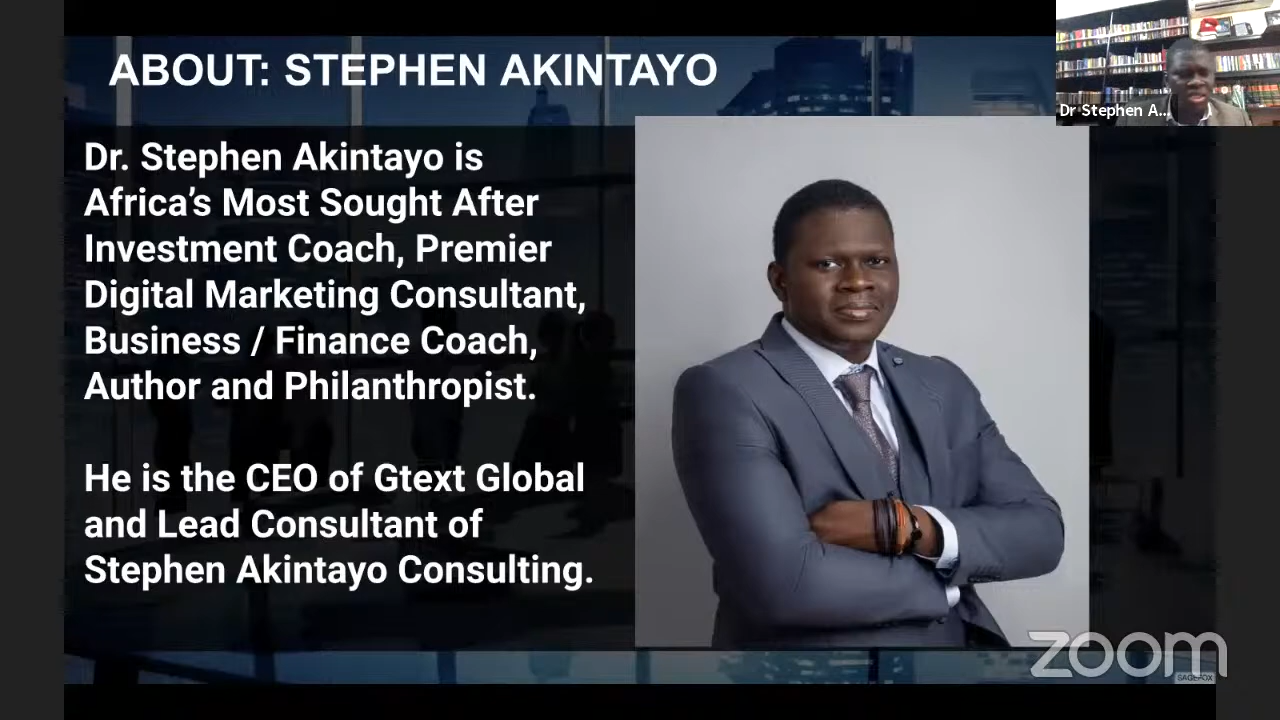 ABOUT: STEPHEN AKINTAYO
Dr Stephen A...
Dr. Stephen Akintayo is
Africa’s Most Sought After
Investment Coach, Premier
Digital Marketing Consultant,
Business / Finance Coach,
Author and Philanthropist.
He is the CEO of Gtext Global
and Lead Consultant of
Stephen Akintayo Consulting.
zoom
SAGEFOX